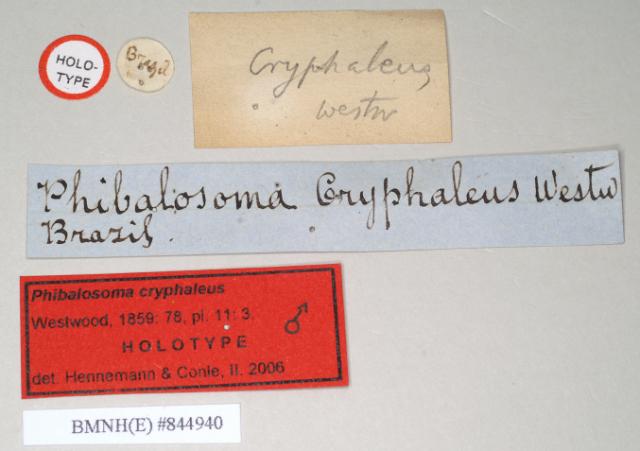 HOLO-
TYPE
Brazil
Cryphaleus
westw
Phibalosoma Cryphaleus Westw
Brazil.
Phibalosoma cryphaleus
Westwood, 1859: 78, pl. 11: 3. ♂
HOLOTYPE
det. Hennemann & Conle, II. 2006
BMNH(E) #844940